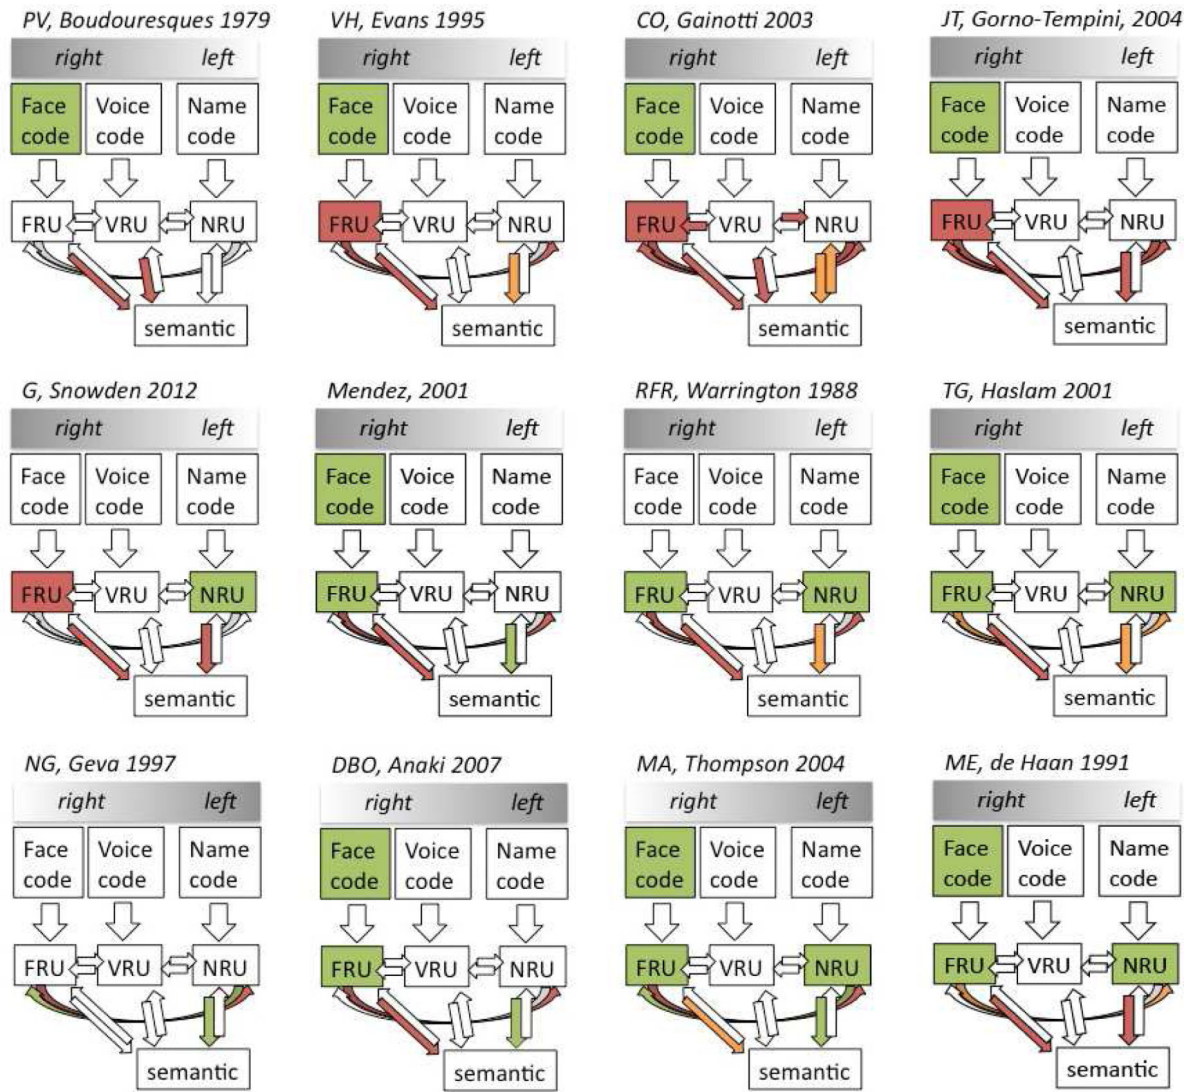 PV, Boudouresques 1979
right left
Face code
Voice code
Name code
FRU VRU NRU
semantic
VH, Evans 1995
right left
Face code
Voice code
Name code
FRU VRU NRU
semantic
CO, Gainotti 2003
right left
Face code
Voice code
Name code
FRU VRU NRU
semantic
JT, Gorno-Tempini, 2004
right left
Face code
Voice code
Name code
FRU VRU NRU
semantic
G, Snowden 2012
right left
Face code
Voice code
Name code
FRU VRU NRU
semantic
Mendez, 2001
right left
Face code
Voice code
Name code
FRU VRU NRU
semantic
RFR, Warrington 1988
right left
Face code
Voice code
Name code
FRU VRU NRU
semantic
TG, Haslam 2001
right left
Face code
Voice code
Name code
FRU VRU NRU
semantic
NG, Geva 1997
right left
Face code
Voice code
Name code
FRU VRU NRU
semantic
DBO, Anaki 2007
right left
Face code
Voice code
Name code
FRU VRU NRU
semantic
MA, Thompson 2004
right left
Face code
Voice code
Name code
FRU VRU NRU
semantic
ME, de Haan 1991
right left
Face code
Voice code
Name code
FRU VRU NRU
semantic